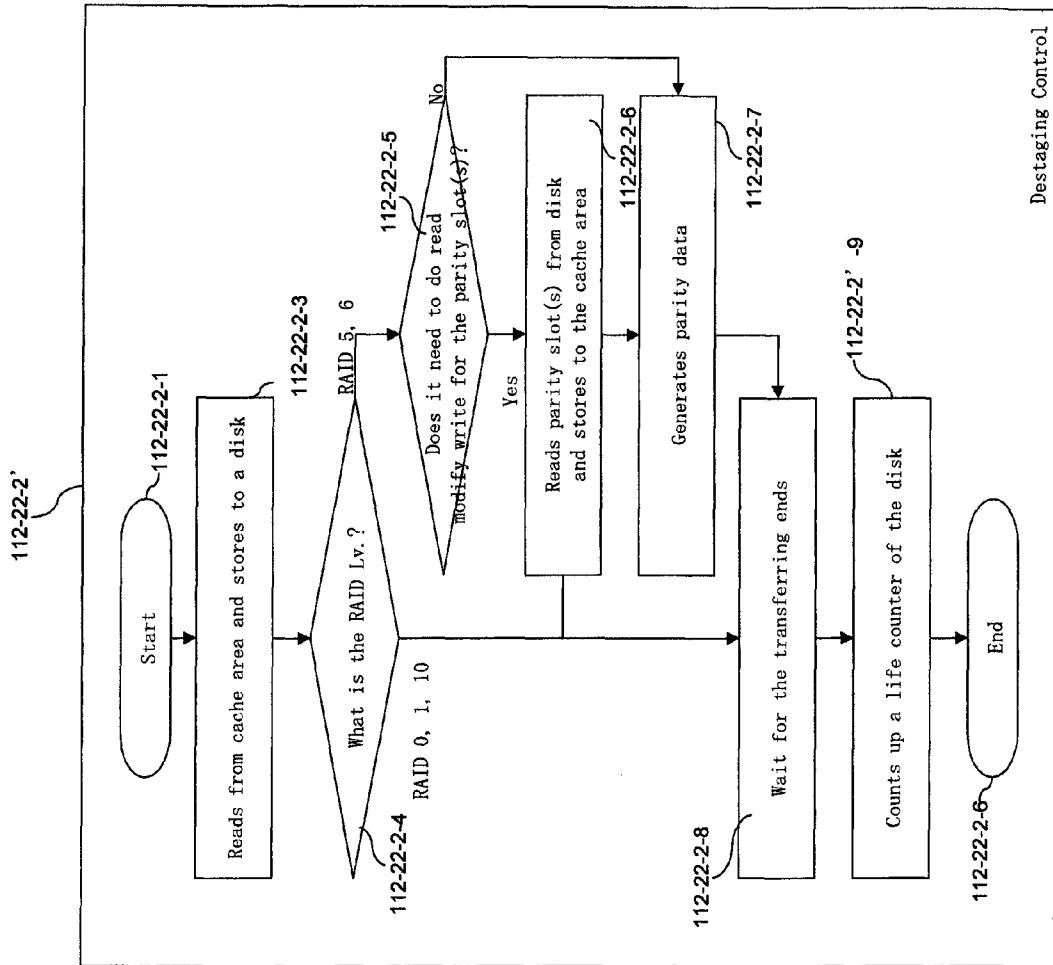 112-22-2'
Start
112-22-2-1
Reads from cache area and stores to a disk
112-22-2-3
What is the RAID Lv.?
112-22-2-4
RAID 0, 1, 10
RAID 5, 6
Does it need to do read
modify write for the parity slot(s)?
112-22-2-5
No
Yes
Reads parity slot(s) from disk
and stores to the cache area
112-22-2-6
Generates parity data
112-22-2-7
Wait for the transferring ends
112-22-2-8
Counts up a life counter of the disk
112-22-2' -9
End
112-22-2-6
Destaging Control